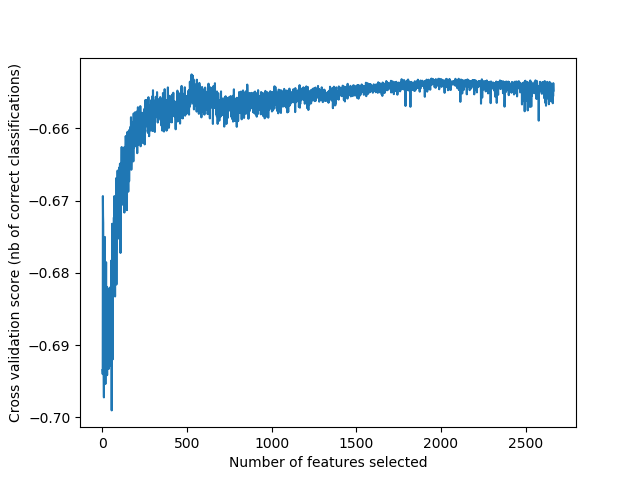 Cross validation score (nb of correct classifications)
−0.66
−0.67
−0.68
−0.69
−0.70
0 500 1000 1500 2000 2500
Number of features selected